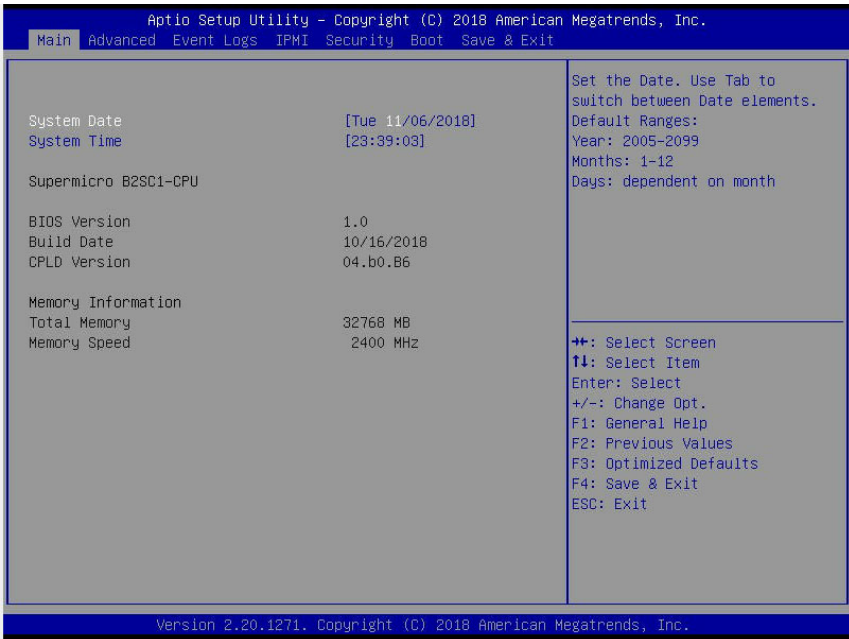 Aptio Setup Utility – Copyright (C) 2018 American Megatrends, Inc.
Main Advanced Event Logs IPMI Security Boot Save & Exit
System Date [Tue 11/06/2018]
System Time [23:39:03]
Supermicro B2SC1-CPU
BIOS Version 1.0
Build Date 10/16/2018
CPLD Version 04.b0.B6
Memory Information
Total Memory 32768 MB
Memory Speed 2400 MHz
Set the Date. Use Tab to
switch between Date elements.
Default Ranges:
Year: 2005-2099
Months: 1-12
Days: dependent on month
→←: Select Screen
↑↓: Select Item
Enter: Select
+/-: Change Opt.
F1: General Help
F2: Previous Values
F3: Optimized Defaults
F4: Save & Exit
ESC: Exit
Version 2.20.1271. Copyright (C) 2018 American Megatrends, Inc.